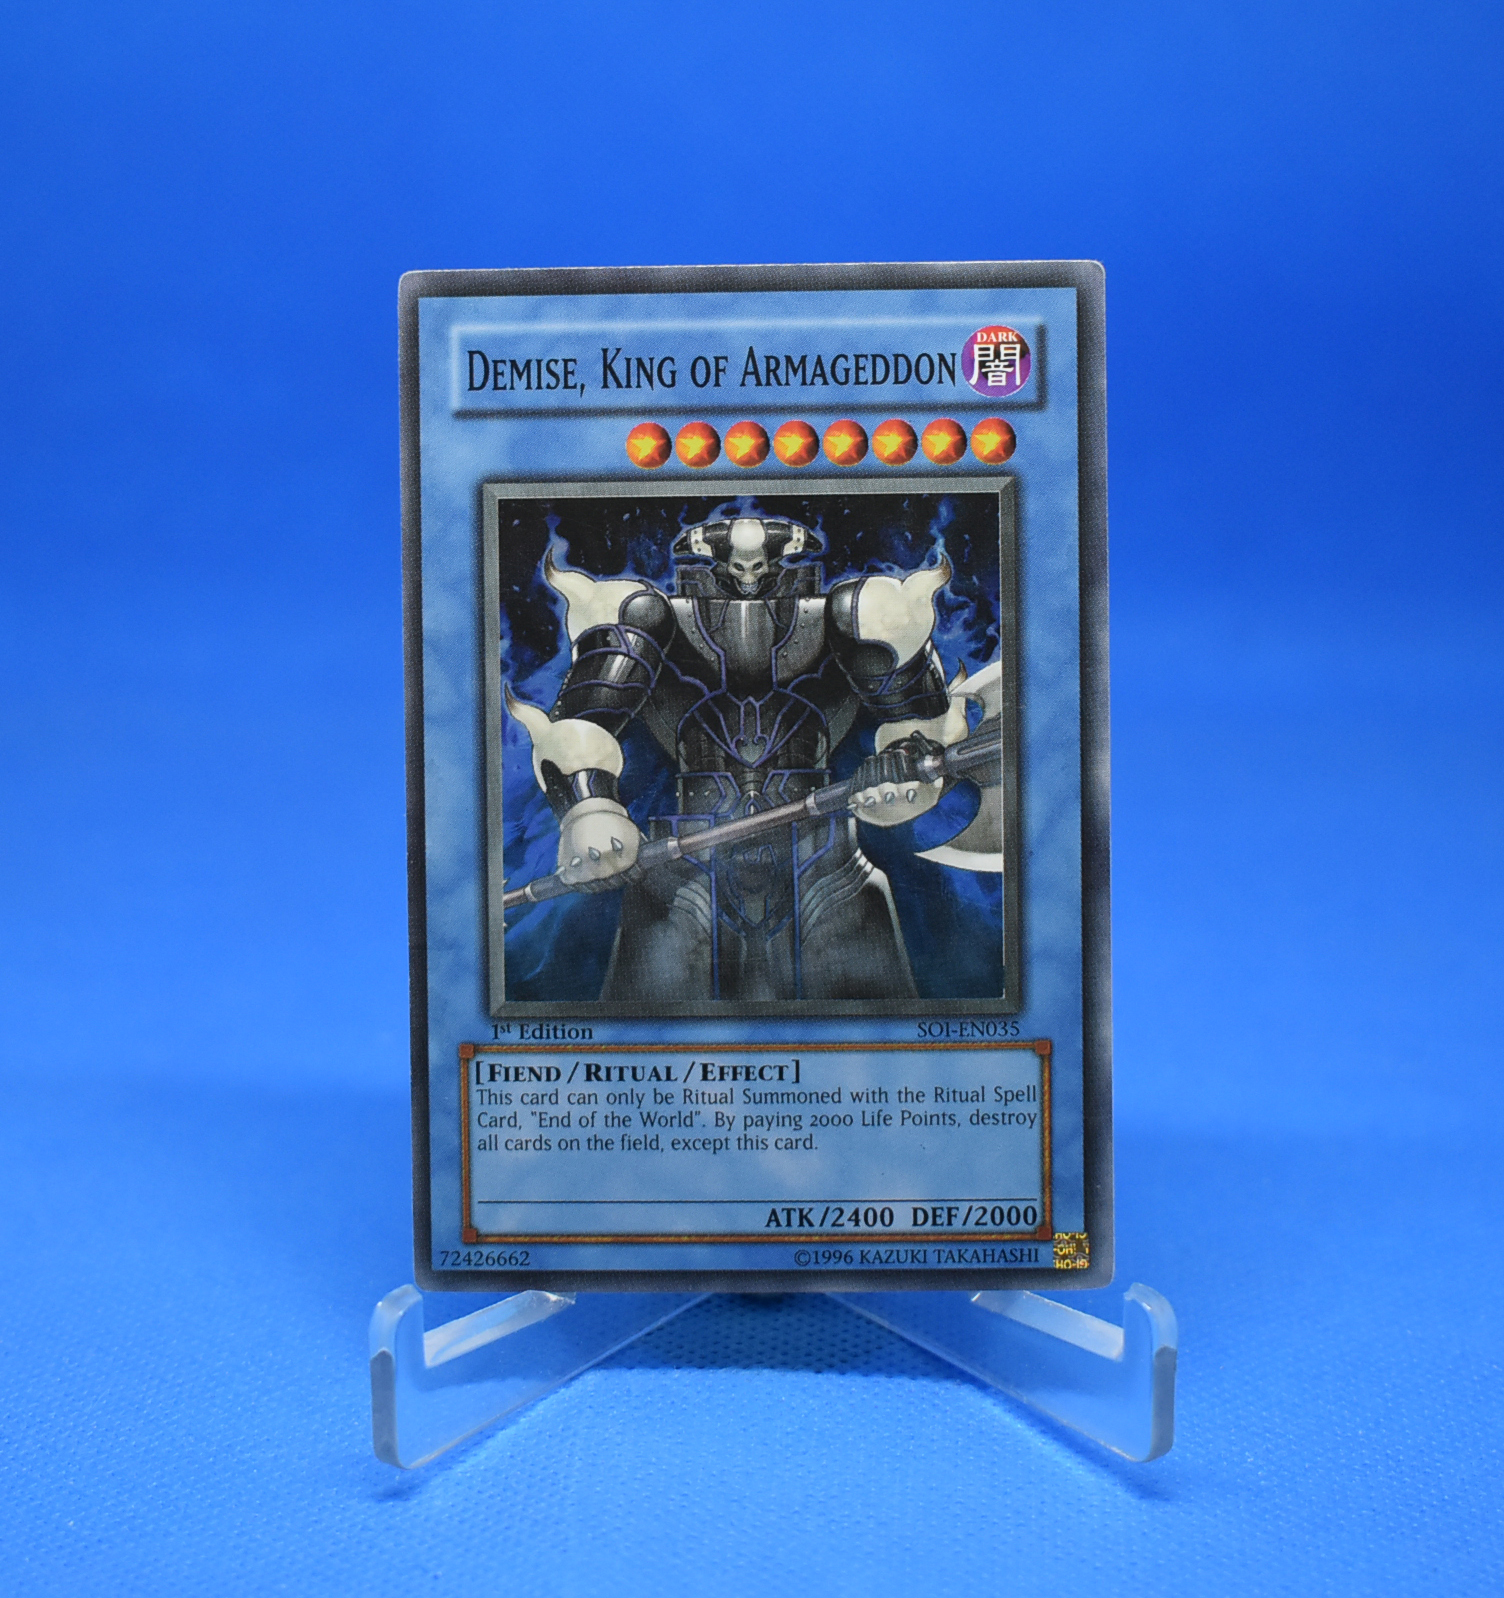 DEMISE, KING OF ARMAGEDDON
DARK
闇
1st Edition
SOI-EN035
[FIEND/RITUAL/EFFECT]
This card can only be Ritual Summoned with the Ritual Spell
Card, "End of the World". By paying 2000 Life Points, destroy
all cards on the field, except this card.
ATK/2400 DEF/2000
72426662
©1996 KAZUKI TAKAHASHI